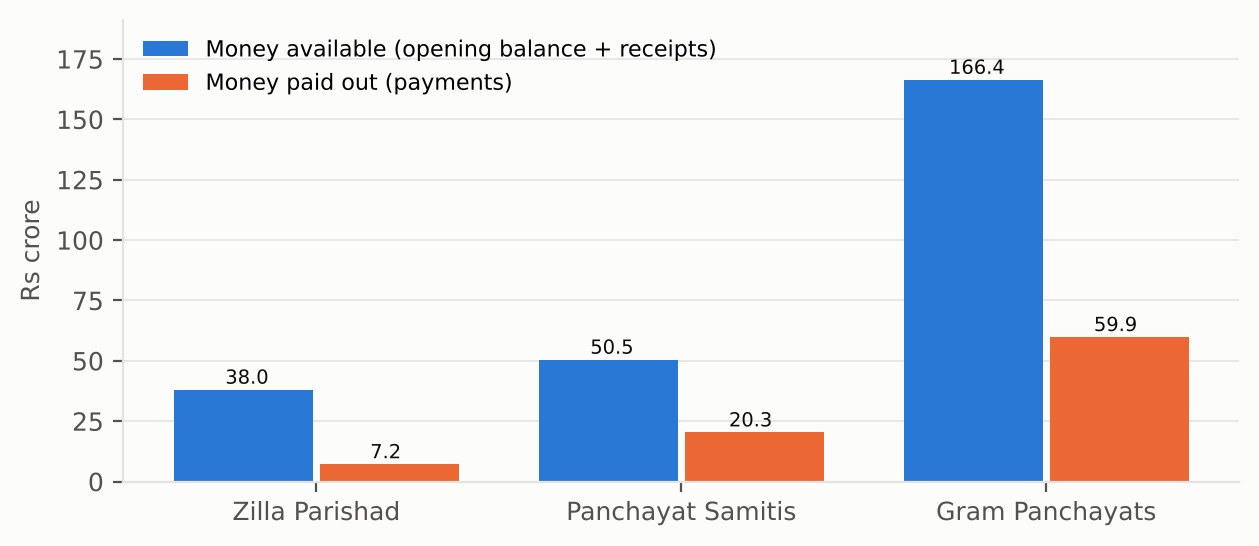 Money available (opening balance + receipts)
Money paid out (payments)
Rs crore
175
150
125
100
75
50
25
0
38.0
7.2
50.5
20.3
166.4
59.9
Zilla Parishad
Panchayat Samitis
Gram Panchayats